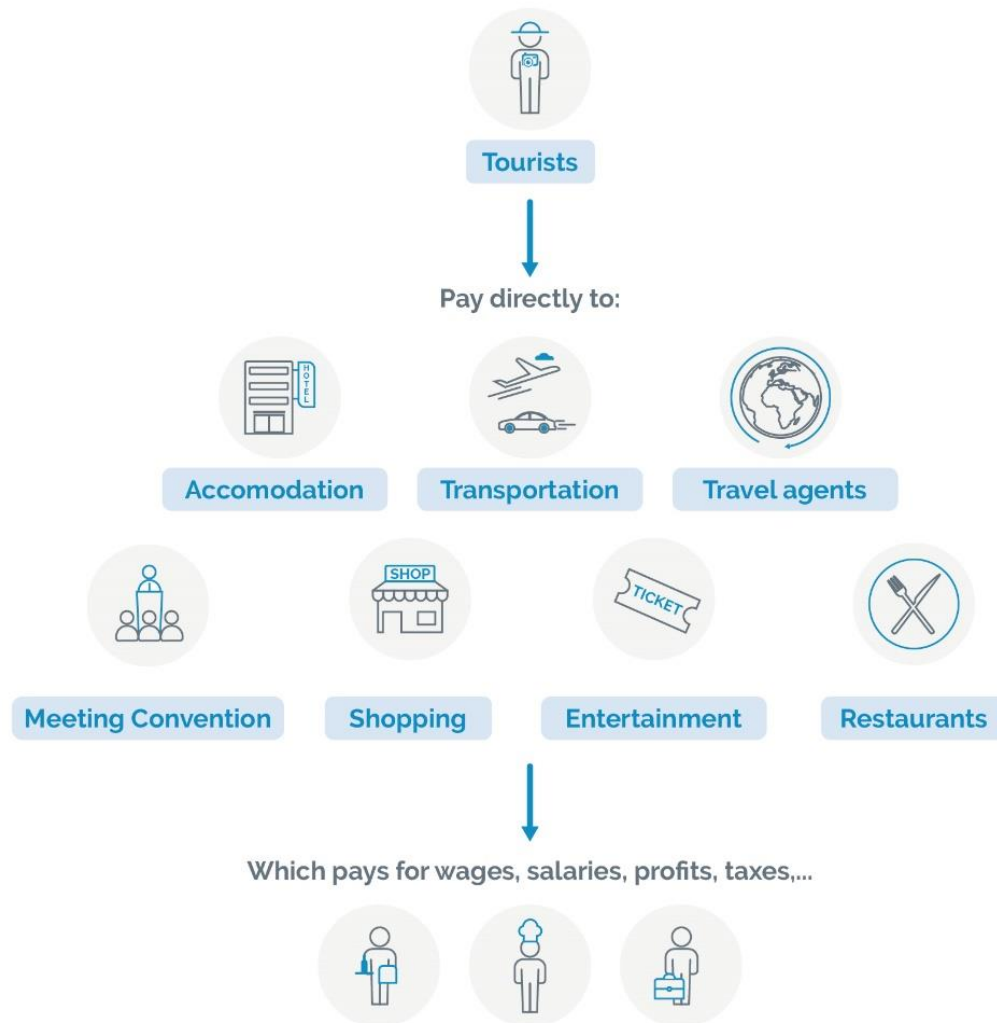 Tourists
Pay directly to:
HOTEL
Accomodation
Transportation
Travel agents
SHOP
TICKET
Meeting Convention
Shopping
Entertainment
Restaurants
Which pays for wages, salaries, profits, taxes,...